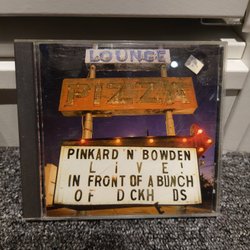 LOUNGE
PIZZA
PINKARD 'N' BOWDEN
LIVE!
IN FRONT OF A BUNCH
OF D CKH  DS